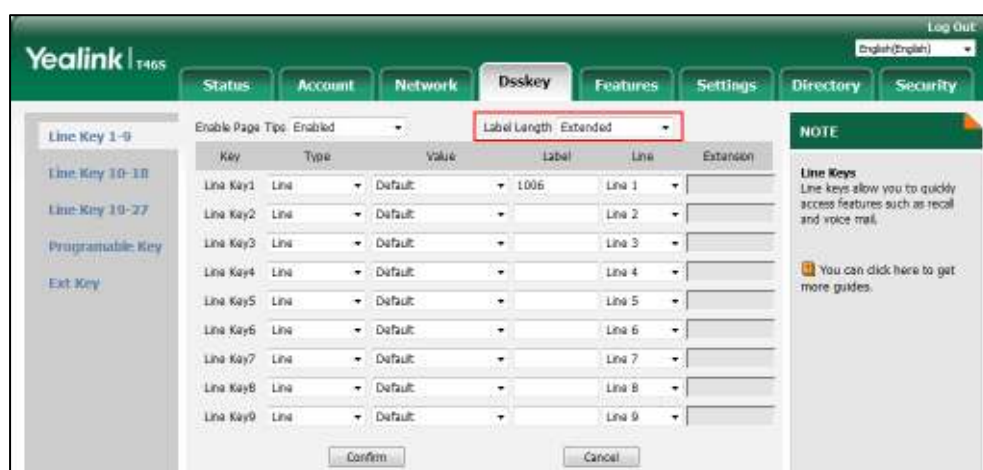 Log Out
Yealink T46S
English(English)
Status Account Network Dsskey Features Settings Directory Security
Line Key 1-9
Line Key 10-18
Line Key 19-27
Programable Key
Ext Key
Enable Page Tips Enabled Label Length Extended
Key Type Value Label Line Extension
Line Key1 Line Default 1006 Line 1
Line Key2 Line Default Line 2
Line Key3 Line Default Line 3
Line Key4 Line Default Line 4
Line Key5 Line Default Line 5
Line Key6 Line Default Line 6
Line Key7 Line Default Line 7
Line Key8 Line Default Line 8
Line Key9 Line Default Line 9
Confirm Cancel
NOTE
Line Keys
Line keys allow you to quickly
access features such as recall
and voice mail.
You can click here to get
more guides.